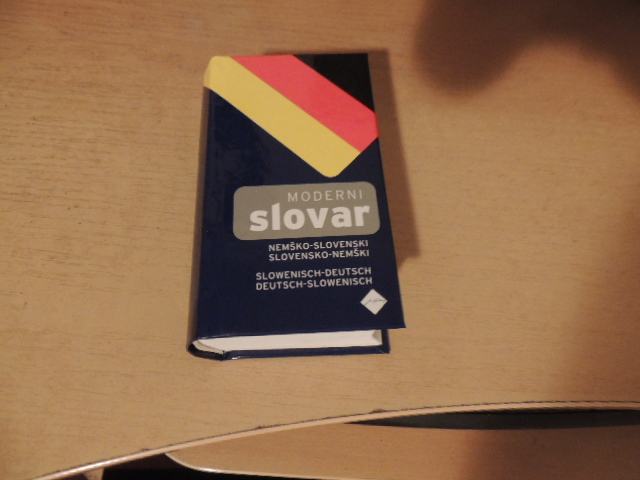 MODERNI
slovar
NEMŠKO-SLOVENSKI
SLOVENSKO-NEMŠKI
SLOWENISCH-DEUTSCH
DEUTSCH-SLOWENISCH